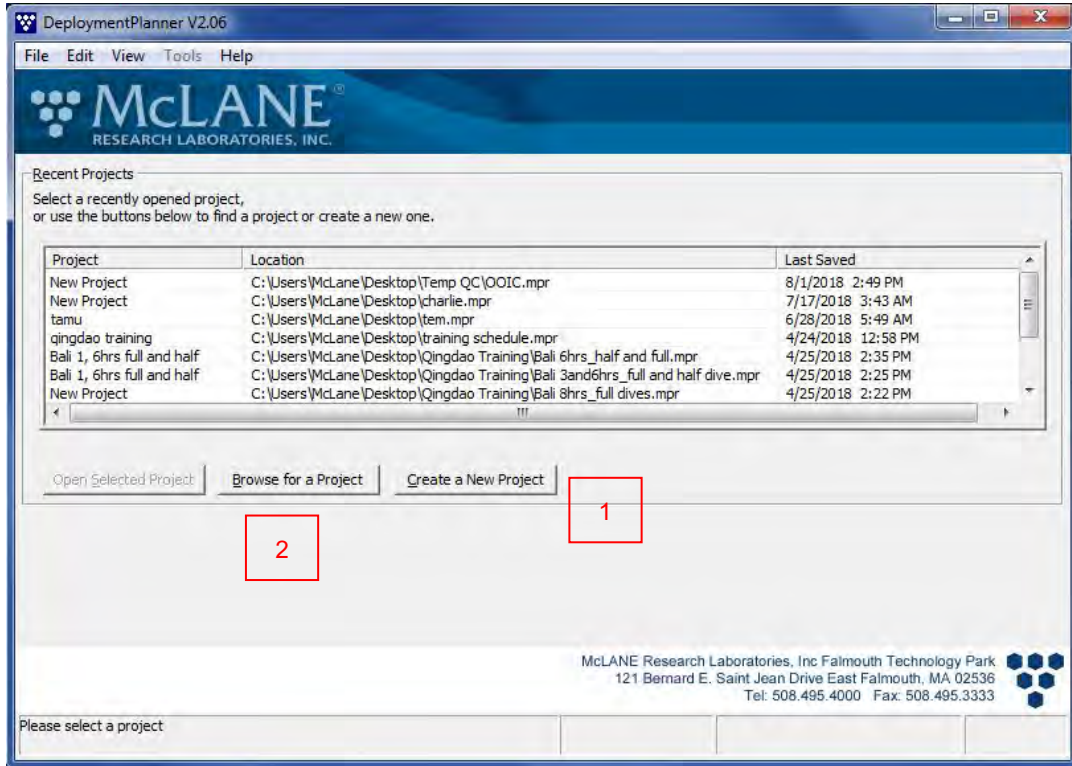 DeploymentPlanner V2.06
File Edit View Tools Help
McLANE®
RESEARCH LABORATORIES, INC.
Recent Projects
Select a recently opened project,
or use the buttons below to find a project or create a new one.
Project Location Last Saved
New Project C:\Users\McLane\Desktop\Temp QC\OOIC.mpr 8/1/2018 2:49 PM
New Project C:\Users\McLane\Desktop\charlie.mpr 7/17/2018 3:43 AM
tamu C:\Users\McLane\Desktop\tem.mpr 6/28/2018 5:49 AM
qingdao training C:\Users\McLane\Desktop\training schedule.mpr 4/24/2018 12:58 PM
Bali 1, 6hrs full and half C:\Users\McLane\Desktop\Qingdao Training\Bali 6hrs_half and full.mpr 4/25/2018 2:35 PM
Bali 1, 6hrs full and half C:\Users\McLane\Desktop\Qingdao Training\Bali 3and6hrs_full and half dive.mpr 4/25/2018 2:25 PM
New Project C:\Users\McLane\Desktop\Qingdao Training\Bali 8hrs_full dives.mpr 4/25/2018 2:22 PM
Open Selected Project Browse for a Project Create a New Project
1
2
McLANE Research Laboratories, Inc Falmouth Technology Park
121 Bernard E. Saint Jean Drive East Falmouth, MA 02536
Tel: 508.495.4000 Fax: 508.495.3333
Please select a project